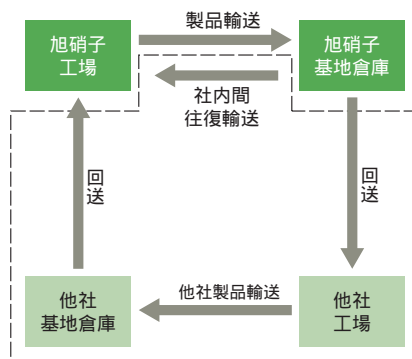 製品輸送
旭硝子
工場
旭硝子
基地倉庫
社内間
往復輸送
回送
回送
他社製品輸送
他社
基地倉庫
他社
工場